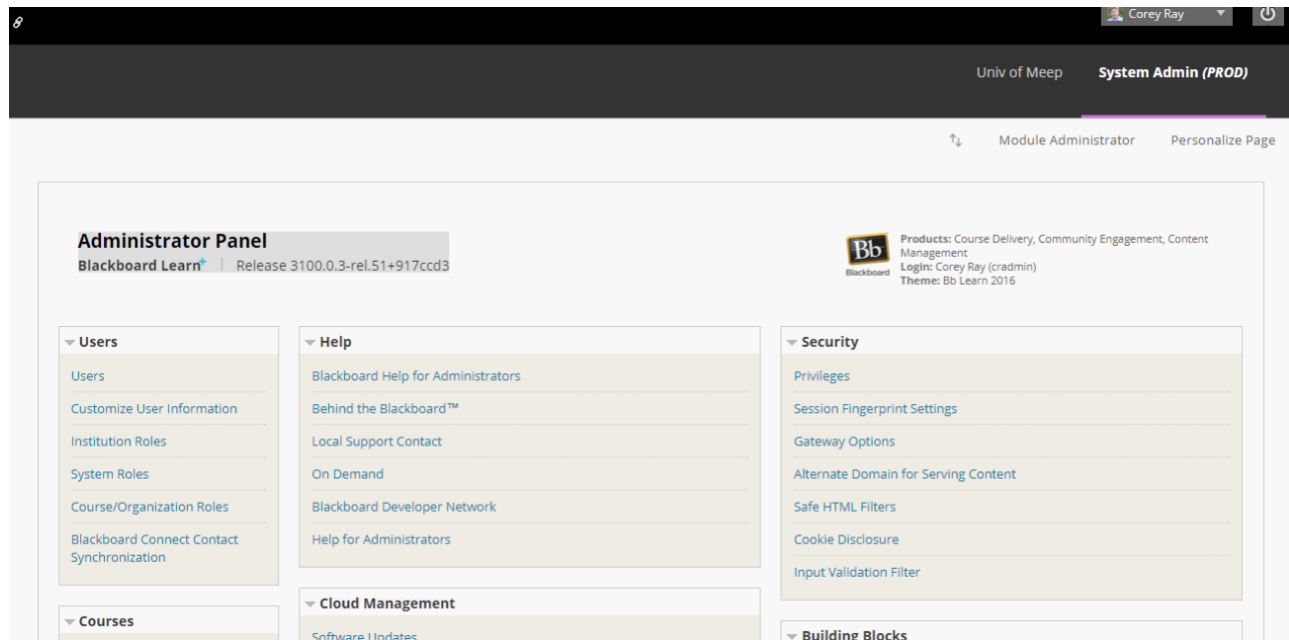 Corey Ray
Univ of Meep
System Admin (PROD)
Module Administrator
Personalize Page
Administrator Panel
Blackboard Learn+ | Release 3100.0.3-rel.51+917ccd3
Bb
Blackboard
Products: Course Delivery, Community Engagement, Content
Management
Login: Corey Ray (cradmin)
Theme: Bb Learn 2016
Users
Users
Customize User Information
Institution Roles
System Roles
Course/Organization Roles
Blackboard Connect Contact
Synchronization
Courses
Help
Blackboard Help for Administrators
Behind the Blackboard™
Local Support Contact
On Demand
Blackboard Developer Network
Help for Administrators
Cloud Management
Software Updates
Security
Privileges
Session Fingerprint Settings
Gateway Options
Alternate Domain for Serving Content
Safe HTML Filters
Cookie Disclosure
Input Validation Filter
Building Blocks